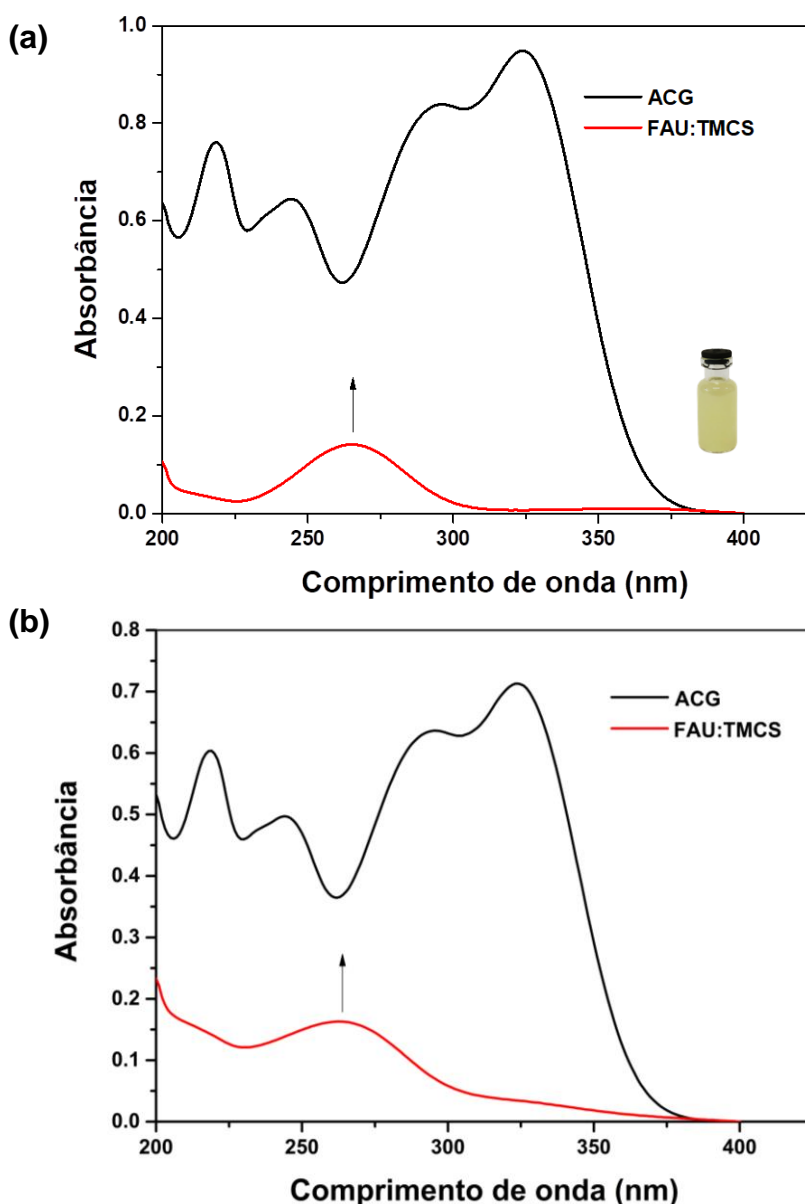 (a)
1.0
0.8
0.6
0.4
0.2
0.0
Absorbância
ACG
FAU:TMCS
200 250 300 350 400
Comprimento de onda (nm)
(b)
0.8
0.7
0.6
0.5
0.4
0.3
0.2
0.1
0.0
Absorbância
ACG
FAU:TMCS
200 250 300 350 400
Comprimento de onda (nm)